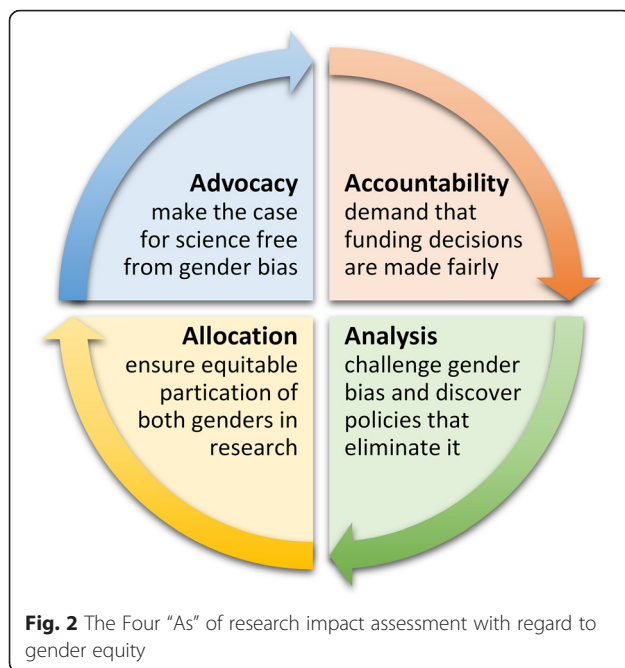 Advocacy
make the case
for science free
from gender bias
Accountability
demand that
funding decisions
are made fairly
Allocation
ensure equitable
partication of
both genders in
research
Analysis
challenge gender
bias and discover
policies that
eliminate it
Fig. 2 The Four “As” of research impact assessment with regard to
gender equity